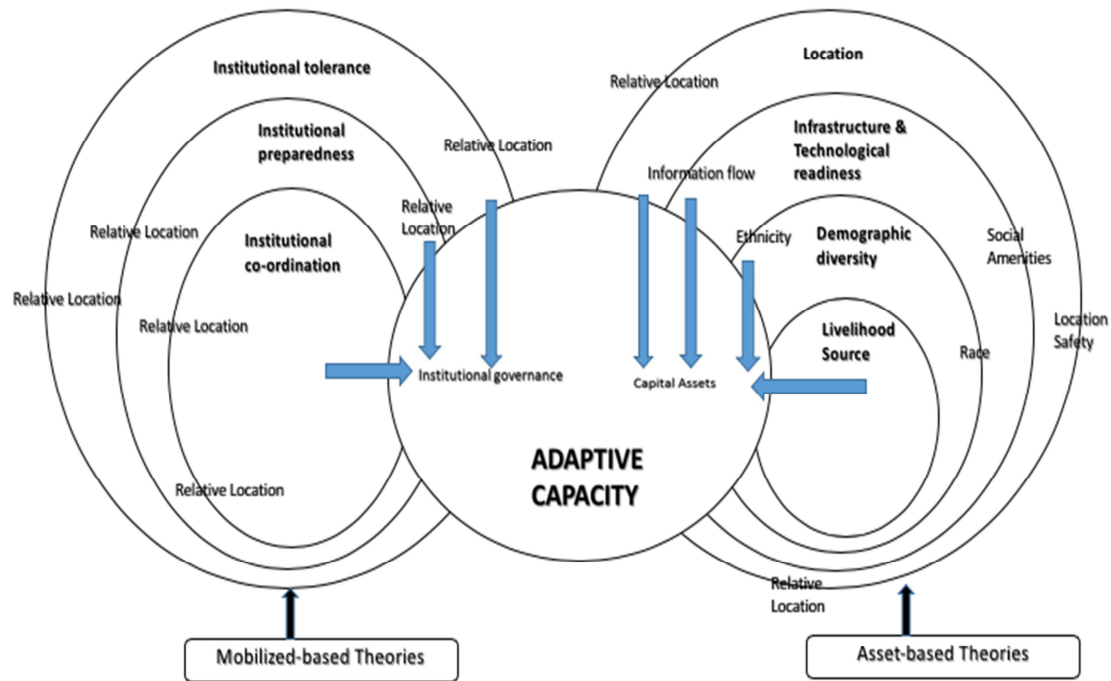 Institutional tolerance
Location
Relative Location
Institutional
preparedness
Infrastructure &
Technological
readiness
Relative Location
Information flow
Relative
Location
Relative Location
Institutional
co-ordination
Ethnicity
Demographic
diversity
Social
Amenities
Relative Location
Relative Location
Livelihood
Source
Race
Location
Safety
Institutional governance
Capital Assets
ADAPTIVE
CAPACITY
Relative Location
Relative
Location
Mobilized-based Theories
Asset-based Theories